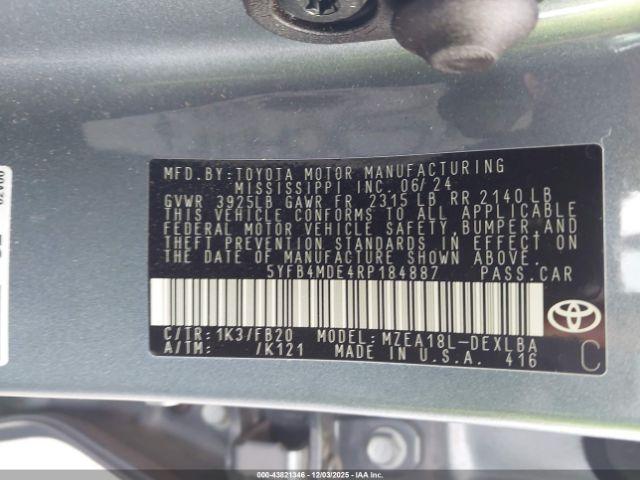 MFD.BY:TOYOTA MOTOR MANUFACTURING
MISSISSIPPI INC. 06/24
GVWR 3925LB GAWR FR 2315 LB RR 2140 LB
THIS VEHICLE CONFORMS TO ALL APPLICABLE
FEDERAL MOTOR VEHICLE SAFETY,BUMPER, AND
THEFT PREVENTION STANDARDS IN EFFECT ON
THE DATE OF MANUFACTURE SHOWN ABOVE.
5YFB4MDE4RP184887 PASS.CAR
C/TR: 1K3/FB20 MODEL: MZEA18L-DEXLBA
A/TM: /K121 MADE IN U.S.A. 416
C
TOYOTA
© IAA
000-43821346 - 12/03/2025 - IAAI.COM